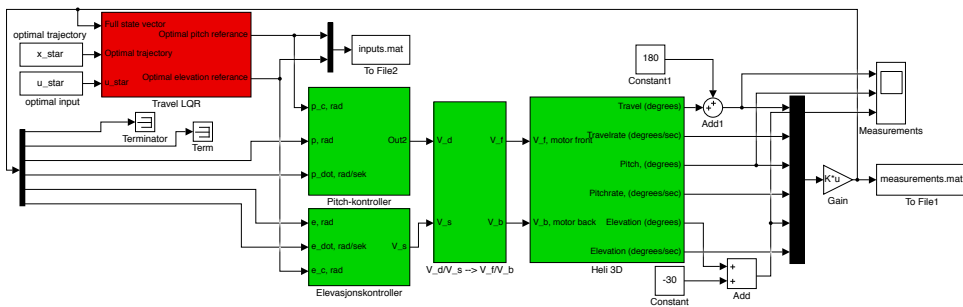 optimal trajectory
x_star
u_star
optimal input
Full state vector
Optimal trajectory
u_star
Optimal pitch referance
Optimal elevation referance
Travel LQR
inputs.mat
To File2
Terminator
Term
p_c, rad
p, rad
p_dot, rad/sek
Out2
Pitch-kontroller
e, rad
e_dot, rad/sek
e_c, rad
V_s
Elevasjonskontroller
V_d
V_s
V_f
V_b
V_d/V_s --> V_f/V_b
V_f, motor front
V_b, motor back
Travel (degrees)
Travelrate (degrees/sec)
Pitch, (degrees)
Pitchrate, (degrees/sec)
Elevation (degrees)
Elevation (degrees/sec)
Heli 3D
180
Constant1
+
+
Add1
-30
Constant
+
+
Add
Measurements
K*u
Gain
measurements.mat
To File1